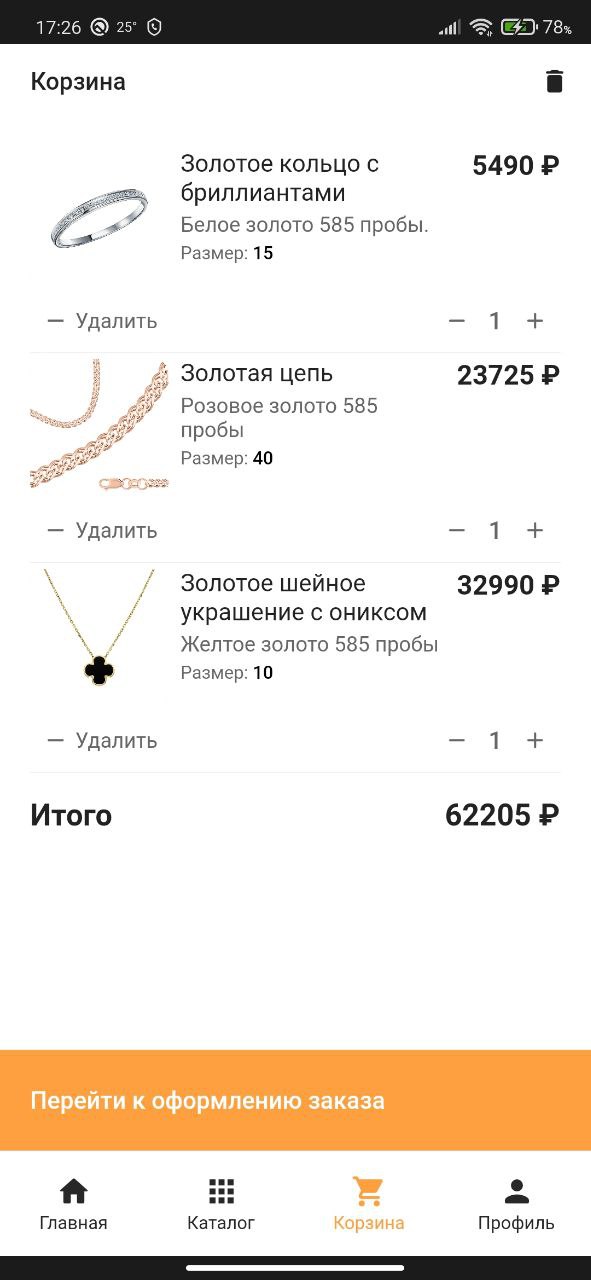 17:26 25° 78%
Корзина
Золотое кольцо с 5490 ₽
бриллиантами
Белое золото 585 пробы.
Размер: 15
— Удалить − 1 +
Золотая цепь 23725 ₽
Розовое золото 585
пробы
Размер: 40
— Удалить − 1 +
Золотое шейное 32990 ₽
украшение с ониксом
Желтое золото 585 пробы
Размер: 10
— Удалить − 1 +
Итого 62205 ₽
Перейти к оформлению заказа
Главная Каталог Корзина Профиль